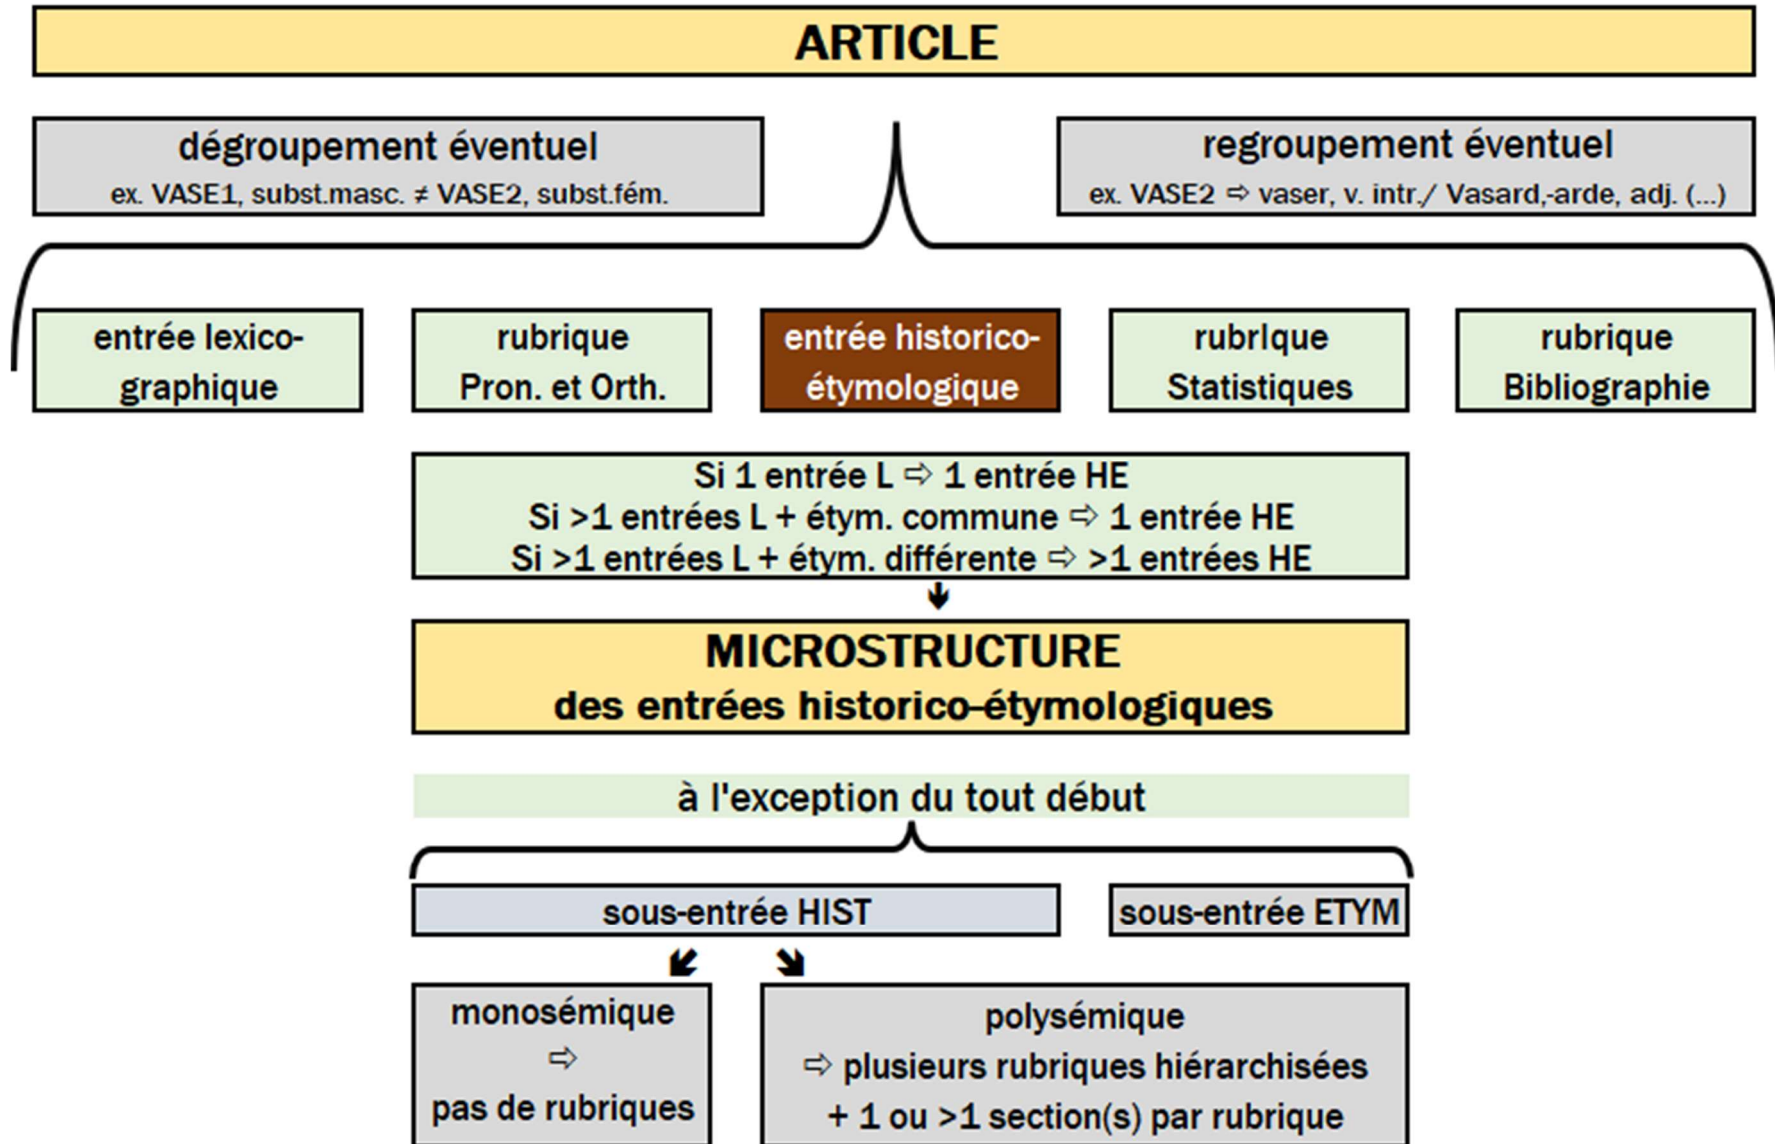 ARTICLE
dégroupement éventuel
ex. VASE1, subst.masc. ≠ VASE2, subst.fém.
regroupement éventuel
ex. VASE2 ⇨ vaser, v. intr./ Vasard,-arde, adj. (...)
entrée lexico-
graphique
rubrique
Pron. et Orth.
entrée historico-
étymologique
rubrIque
Statistiques
rubrique
Bibliographie
Si 1 entrée L ⇨ 1 entrée HE
Si >1 entrées L + étym. commune ⇨ 1 entrée HE
Si >1 entrées L + étym. différente ⇨ >1 entrées HE
MICROSTRUCTURE
des entrées historico-étymologiques
à l'exception du tout début
sous-entrée HIST
sous-entrée ETYM
monosémique
⇨
pas de rubriques
polysémique
⇨ plusieurs rubriques hiérarchisées
+ 1 ou >1 section(s) par rubrique